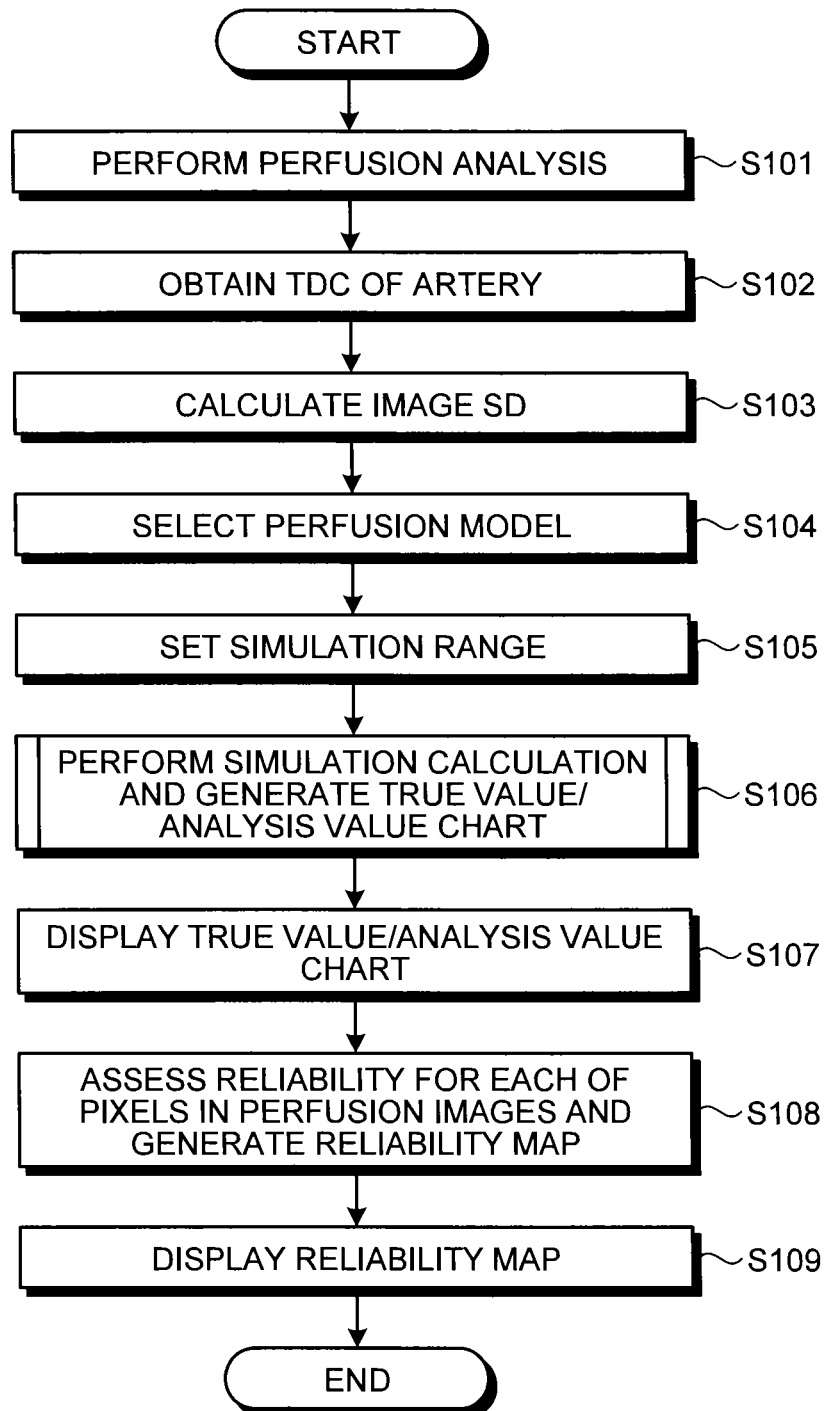 START
PERFORM PERFUSION ANALYSIS
S101
OBTAIN TDC OF ARTERY
S102
CALCULATE IMAGE SD
S103
SELECT PERFUSION MODEL
S104
SET SIMULATION RANGE
S105
PERFORM SIMULATION CALCULATION
AND GENERATE TRUE VALUE/
ANALYSIS VALUE CHART
S106
DISPLAY TRUE VALUE/ANALYSIS VALUE
CHART
S107
ASSESS RELIABILITY FOR EACH OF
PIXELS IN PERFUSION IMAGES AND
GENERATE RELIABILITY MAP
S108
DISPLAY RELIABILITY MAP
S109
END